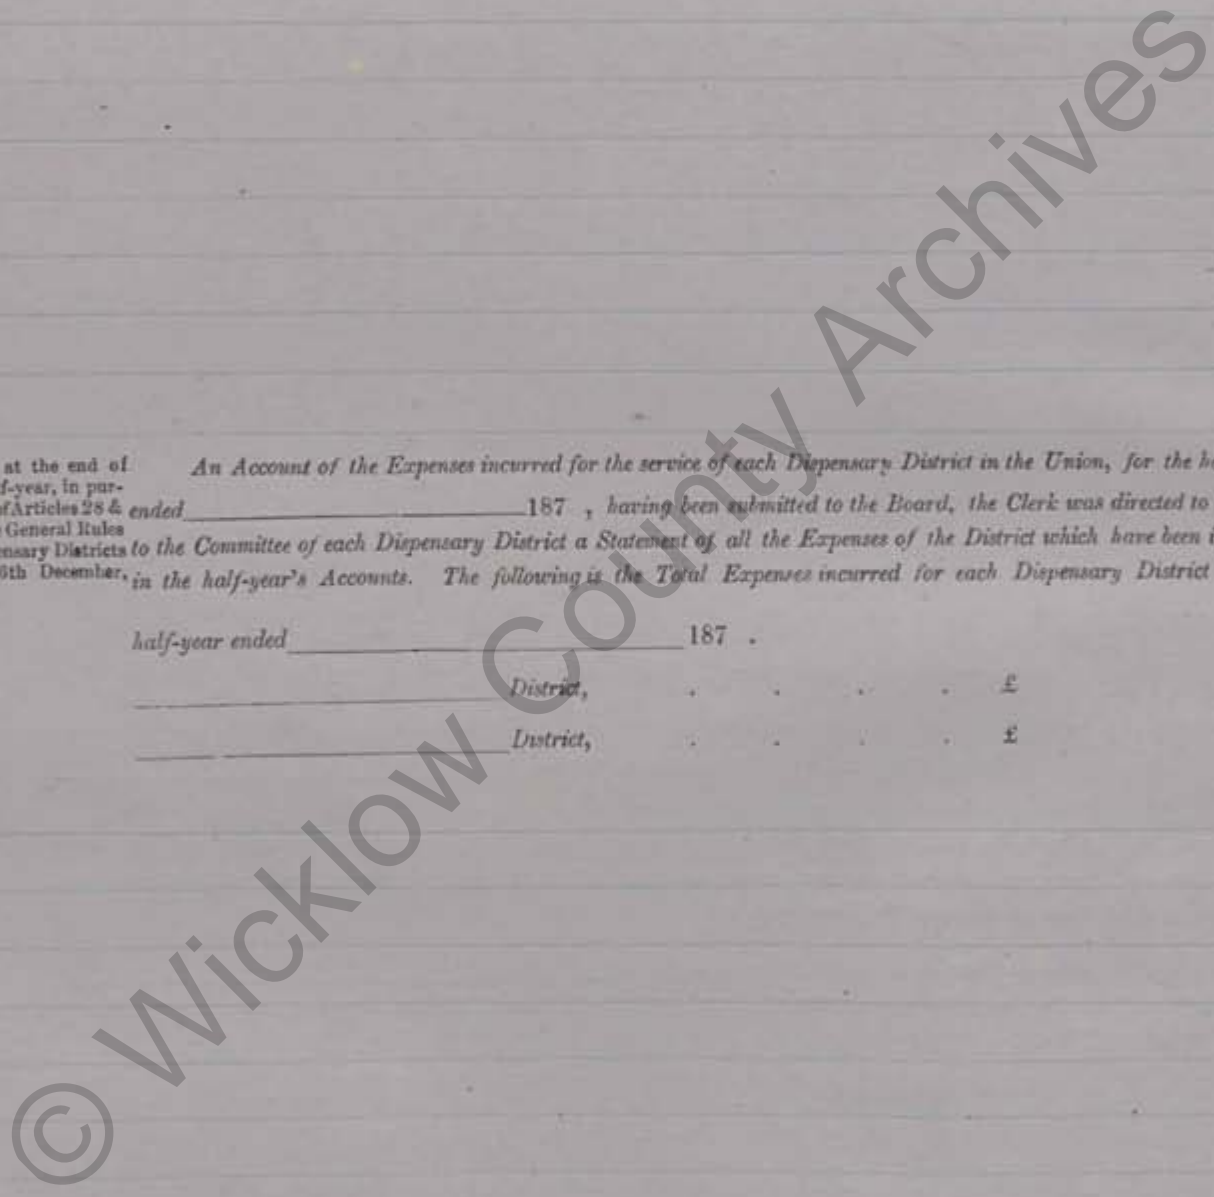 at the end of
f-year, in pur-
f Articles 28 &
General Rules
ensary Districts
6th December,
An Account of the Expenses incurred for the service of each Dispensary District in the Union, for the h
ended 187 , having been submitted to the Board, the Clerk was directed to
to the Committee of each Dispensary District a Statement of all the Expenses of the District which have been i
in the half-year's Accounts. The following is the Total Expenses incurred for each Dispensary District
half-year ended 187 .
District, . . . . £
District, . . . . £
© Wicklow County Archives